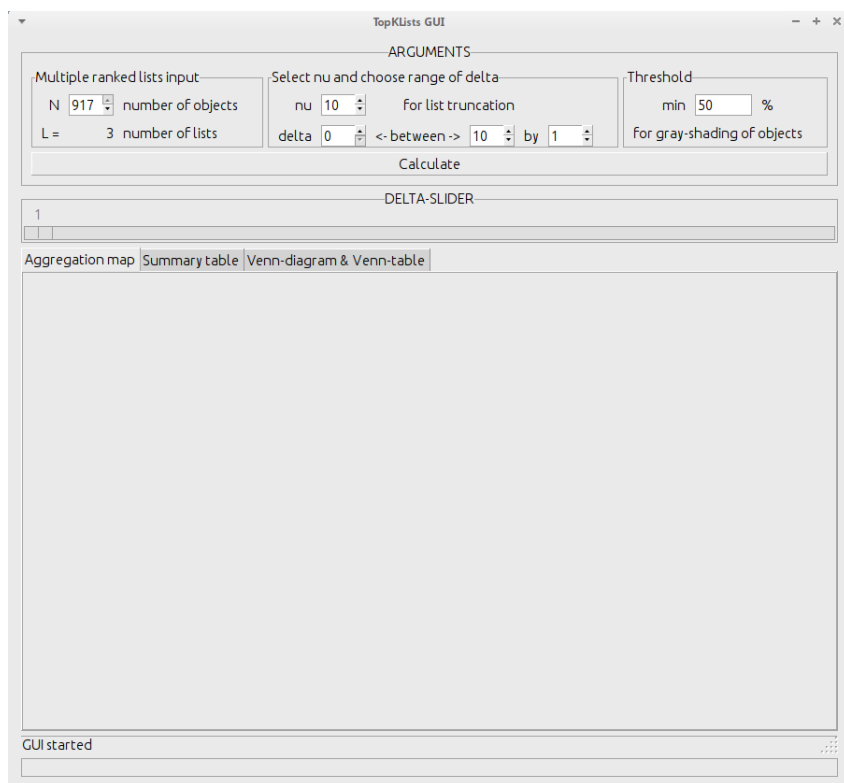 TopKLists GUI
ARGUMENTS
Multiple ranked lists input
N 917 number of objects
L = 3 number of lists
Select nu and choose range of delta
nu 10 for list truncation
delta 0 <- between -> 10 by 1
Threshold
min 50 %
for gray-shading of objects
Calculate
DELTA-SLIDER
1
Aggregation map Summary table Venn-diagram & Venn-table
GUI started